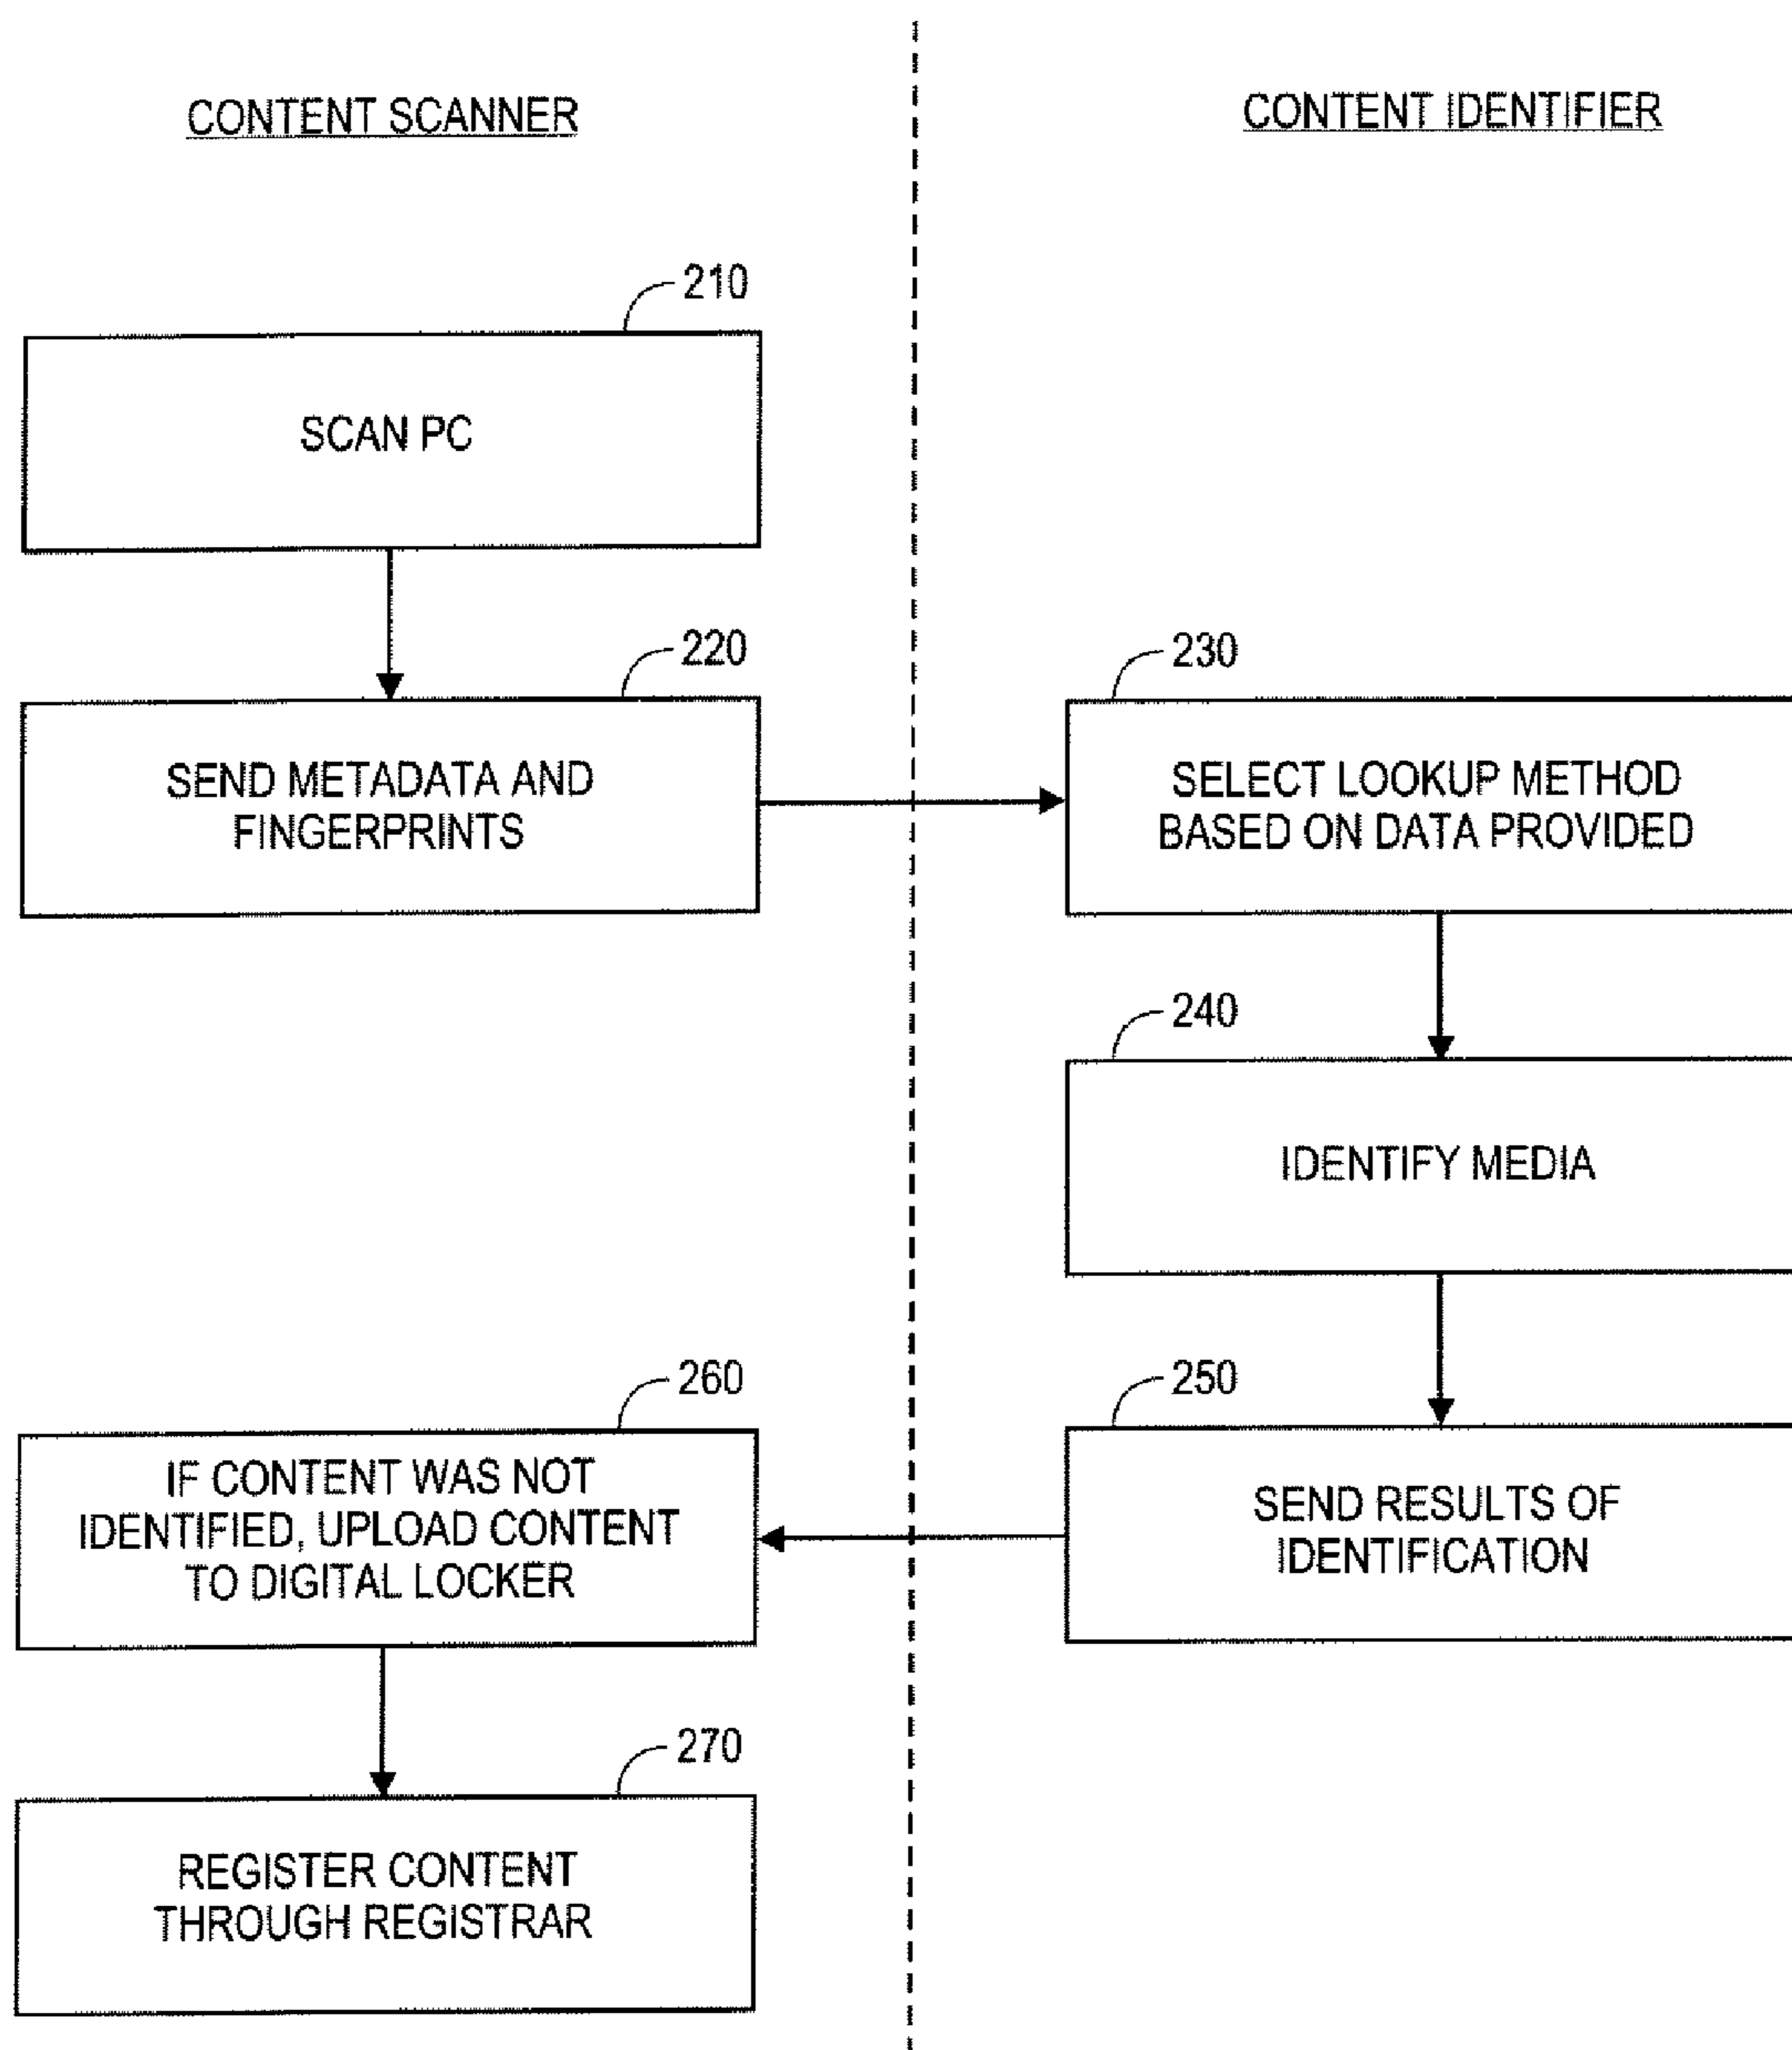 CONTENT SCANNER
CONTENT IDENTIFIER
210
SCAN PC
220
SEND METADATA AND
FINGERPRINTS
230
SELECT LOOKUP METHOD
BASED ON DATA PROVIDED
240
IDENTIFY MEDIA
250
SEND RESULTS OF
IDENTIFICATION
260
IF CONTENT WAS NOT
IDENTIFIED, UPLOAD CONTENT
TO DIGITAL LOCKER
270
REGISTER CONTENT
THROUGH REGISTRAR